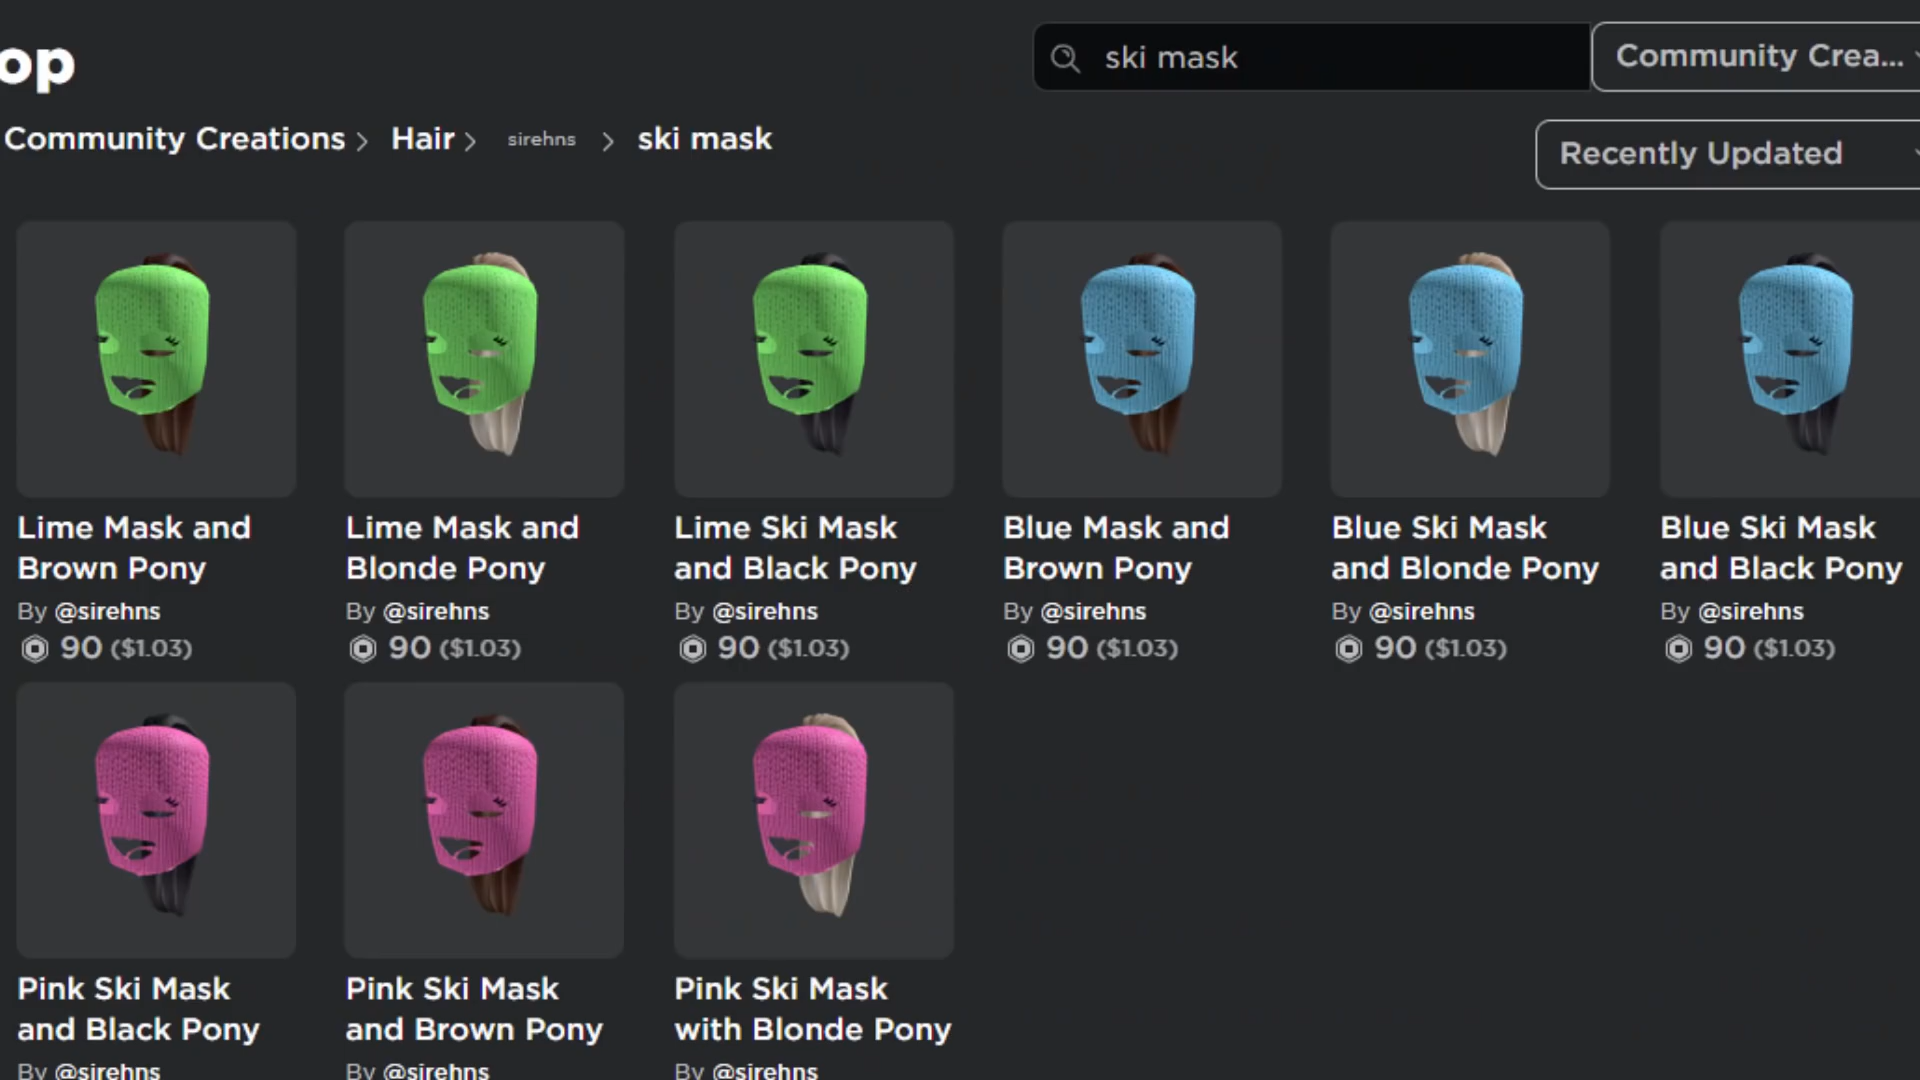 op
ski mask
Community Crea...
Community Creations > Hair > sirehns > ski mask
Recently Updated
Lime Mask and
Brown Pony
By @sirehns
90 ($1.03)
Lime Mask and
Blonde Pony
By @sirehns
90 ($1.03)
Lime Ski Mask
and Black Pony
By @sirehns
90 ($1.03)
Blue Mask and
Brown Pony
By @sirehns
90 ($1.03)
Blue Ski Mask
and Blonde Pony
By @sirehns
90 ($1.03)
Blue Ski Mask
and Black Pony
By @sirehns
90 ($1.03)
Pink Ski Mask
and Black Pony
By @sirehns
Pink Ski Mask
and Brown Pony
By @sirehns
Pink Ski Mask
with Blonde Pony
By @sirehns